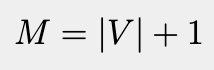 M = |V| + 1